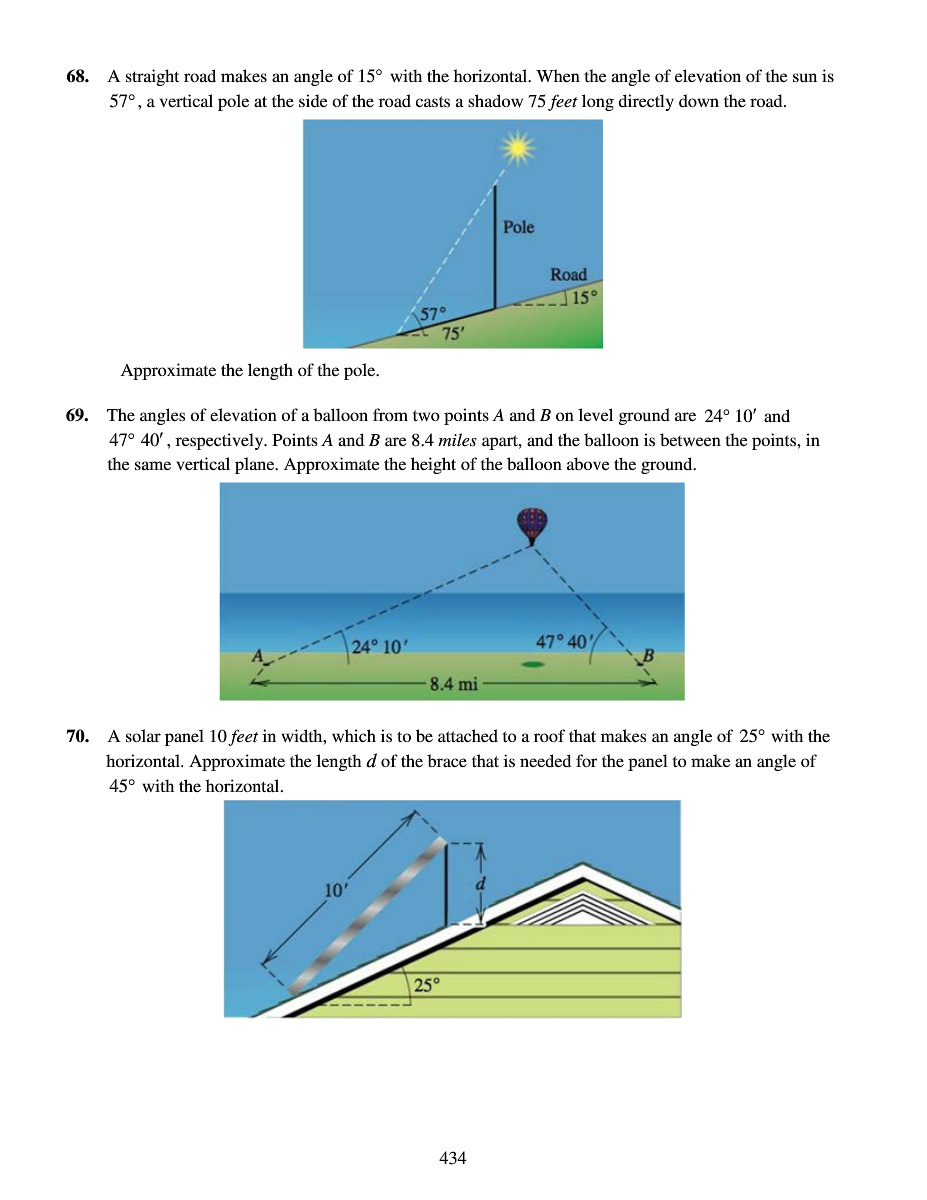 68. A straight road makes an angle of 15° with the horizontal. When the angle of elevation of the sun is
57°, a vertical pole at the side of the road casts a shadow 75 feet long directly down the road.
Pole
Road
15°
57°
75′
Approximate the length of the pole.
69. The angles of elevation of a balloon from two points A and B on level ground are 24° 10′ and
47° 40′, respectively. Points A and B are 8.4 miles apart, and the balloon is between the points, in
the same vertical plane. Approximate the height of the balloon above the ground.
24° 10′
47° 40′
A
B
8.4 mi
70. A solar panel 10 feet in width, which is to be attached to a roof that makes an angle of 25° with the
horizontal. Approximate the length d of the brace that is needed for the panel to make an angle of
45° with the horizontal.
10′
d
25°
434